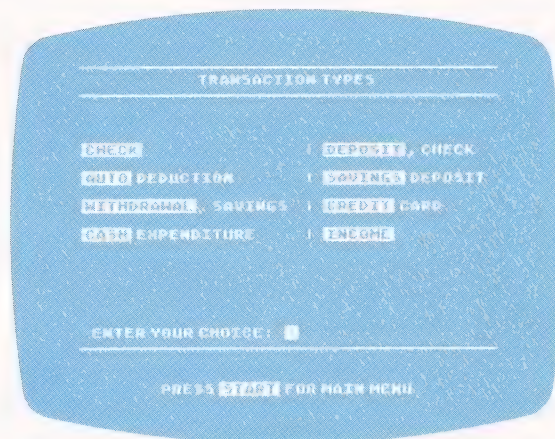 TRANSACTION TYPES
CHECK | DEPOSIT, CHECK
AUTO DEDUCTION | SAVINGS DEPOSIT
WITHDRAWAL, SAVINGS | CREDIT CARD
CASH EXPENDITURE | INCOME
ENTER YOUR CHOICE:
PRESS START FOR MAIN MENU